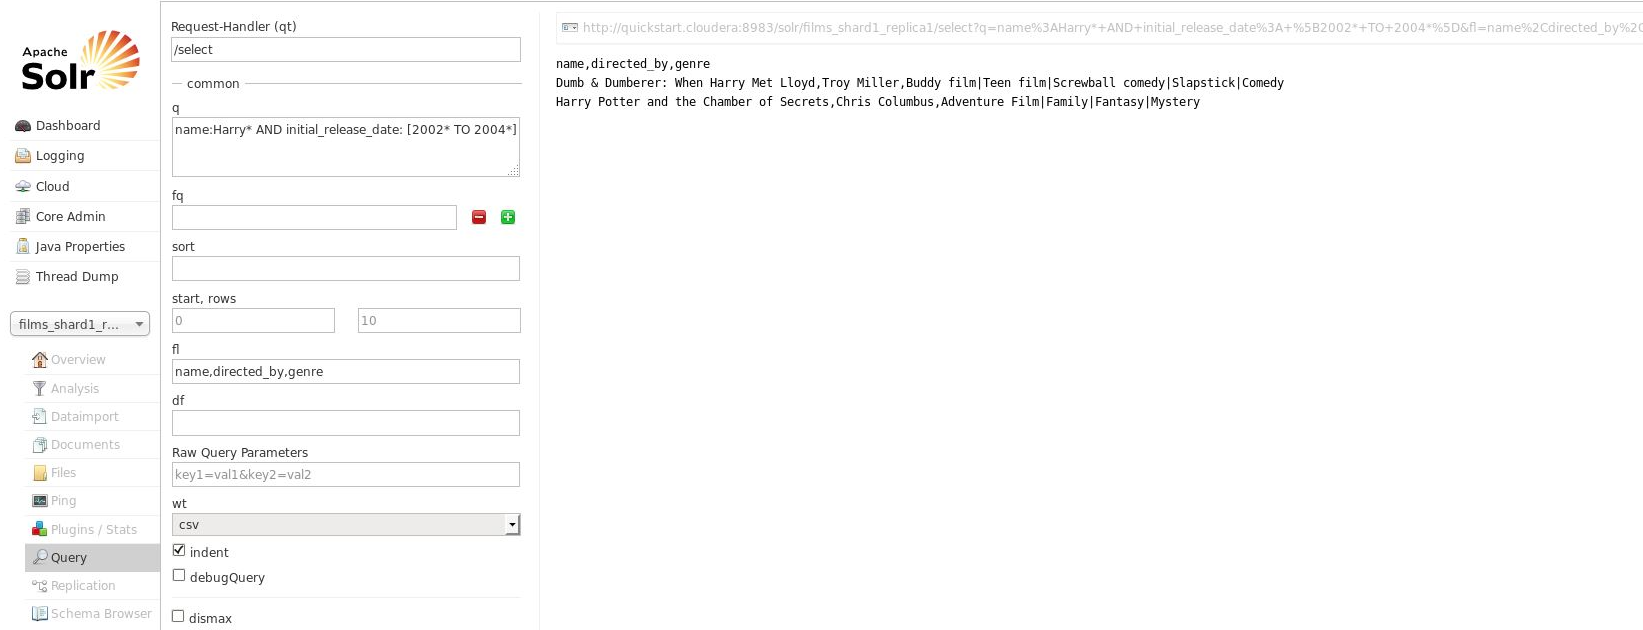 Apache
Solr
Dashboard
Logging
Cloud
Core Admin
Java Properties
Thread Dump
films_shard1_r...
Overview
Analysis
Dataimport
Documents
Files
Ping
Plugins / Stats
Query
Replication
Schema Browser
Request-Handler (qt)
/select
common
q
name:Harry* AND initial_release_date: [2002* TO 2004*]
fq
sort
start, rows
0 10
fl
name,directed_by,genre
df
Raw Query Parameters
key1=val1&key2=val2
wt
csv
indent
debugQuery
dismax
http://quickstart.cloudera:8983/solr/films_shard1_replica1/select?q=name%3AHarry*+AND+initial_release_date%3A+%5B2002*+TO+2004*%5D&fl=name%2Cdirected_by%2C
name,directed_by,genre
Dumb & Dumberer: When Harry Met Lloyd,Troy Miller,Buddy film|Teen film|Screwball comedy|Slapstick|Comedy
Harry Potter and the Chamber of Secrets,Chris Columbus,Adventure Film|Family|Fantasy|Mystery